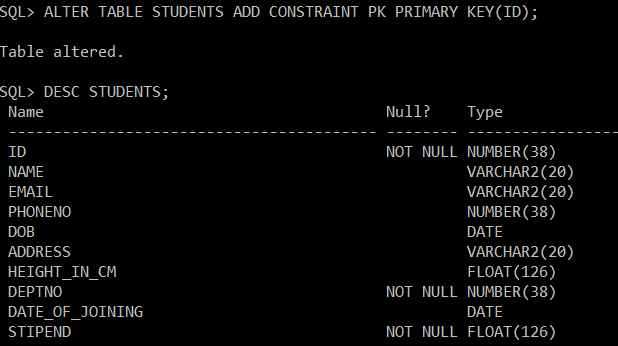 SQL> ALTER TABLE STUDENTS ADD CONSTRAINT PK PRIMARY KEY(ID);
Table altered.
SQL> DESC STUDENTS;
Name Null? Type
----------------------------------------- -------- -----------------
ID NOT NULL NUMBER(38)
NAME VARCHAR2(20)
EMAIL VARCHAR2(20)
PHONENO NUMBER(38)
DOB DATE
ADDRESS VARCHAR2(20)
HEIGHT_IN_CM FLOAT(126)
DEPTNO NOT NULL NUMBER(38)
DATE_OF_JOINING DATE
STIPEND NOT NULL FLOAT(126)